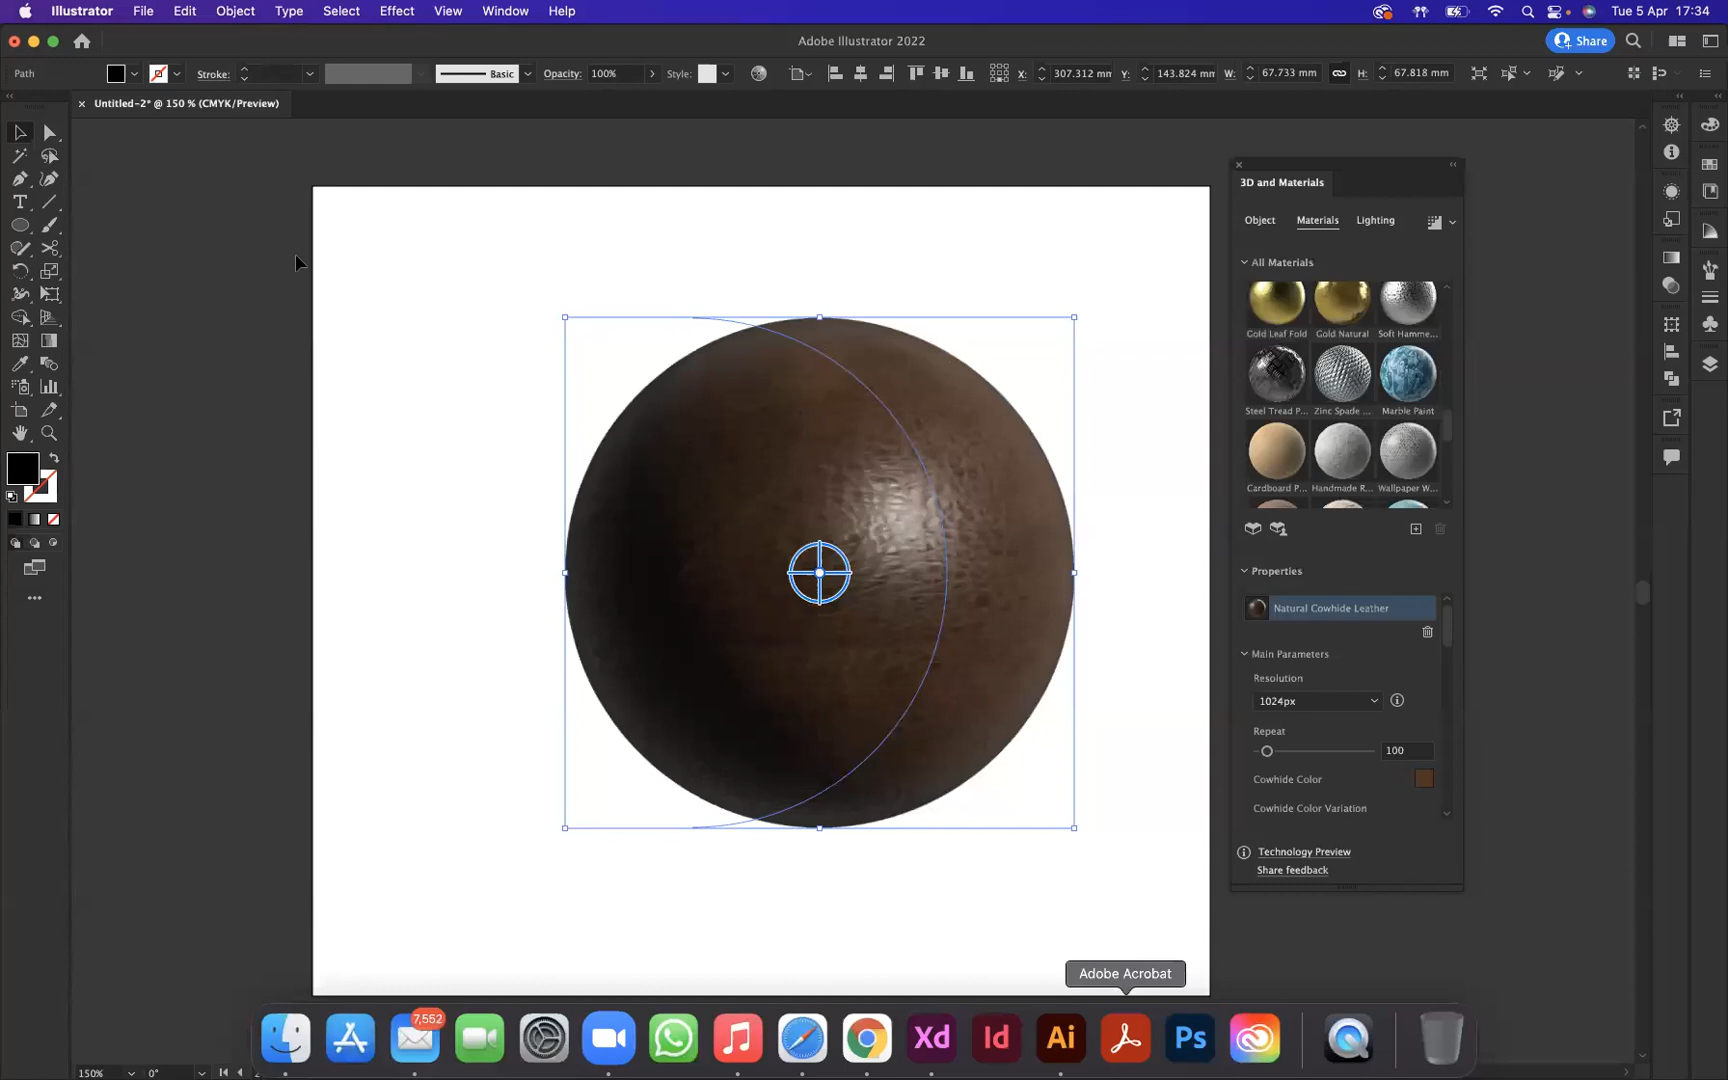 Illustrator File Edit Object Type Select Effect View Window Help
Tue 5 Apr 17:34
Adobe Illustrator 2022
Share
Path
Stroke:
Basic
Opacity: 100%
Style:
X: 307.312 mm
Y: 143.824 mm
W: 67.733 mm
H: 67.818 mm
Untitled-2* @ 150 % (CMYK/Preview)
3D and Materials
Object Materials Lighting
All Materials
Gold Leaf Fold Gold Natural Soft Hamme...
Steel Tread P... Zinc Spade ... Marble Paint
Cardboard P... Handmade R... Wallpaper W...
Properties
Natural Cowhide Leather
Main Parameters
Resolution
1024px
Repeat
100
Cowhide Color
Cowhide Color Variation
Technology Preview
Share feedback
Adobe Acrobat
7,552
Xd Id Ai Ps
150% 0°